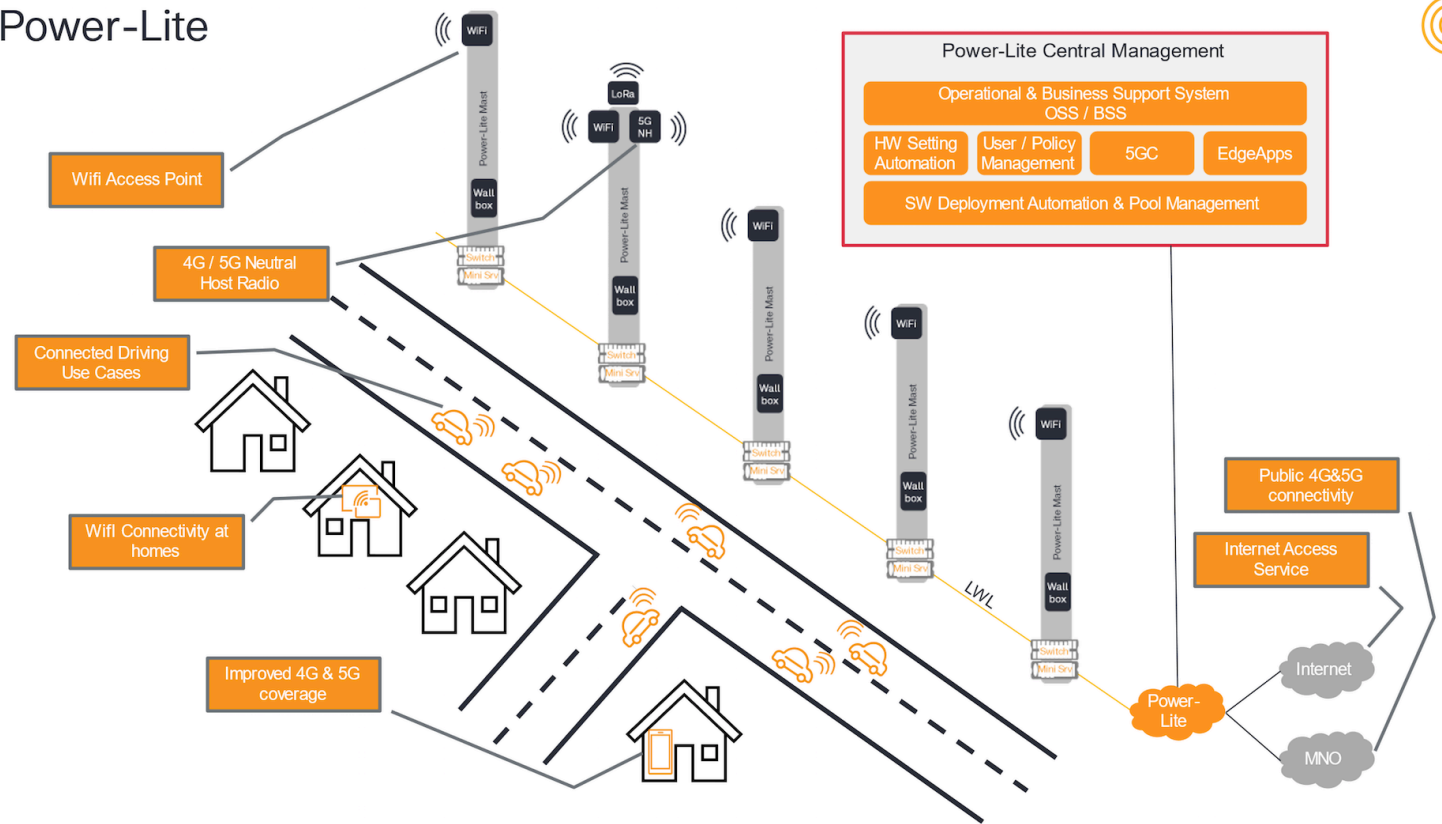 Power-Lite
Power-Lite Central Management
Operational & Business Support System
OSS / BSS
HW Setting
Automation
User / Policy
Management
5GC
EdgeApps
SW Deployment Automation & Pool Management
WiFi
Power-Lite Mast
Wall
box
Switch
Mini Srv
LoRa
WiFi
5G
NH
Power-Lite Mast
Wall
box
Switch
Mini Srv
WiFi
Power-Lite Mast
Wall
box
Switch
Mini Srv
WiFi
Power-Lite Mast
Wall
box
Switch
Mini Srv
WiFi
Power-Lite Mast
Wall
box
Switch
Mini Srv
LWL
Wifi Access Point
4G / 5G Neutral
Host Radio
Connected Driving
Use Cases
WifI Connectivity at
homes
Improved 4G & 5G
coverage
Public 4G&5G
connectivity
Internet Access
Service
Power-
Lite
Internet
MNO